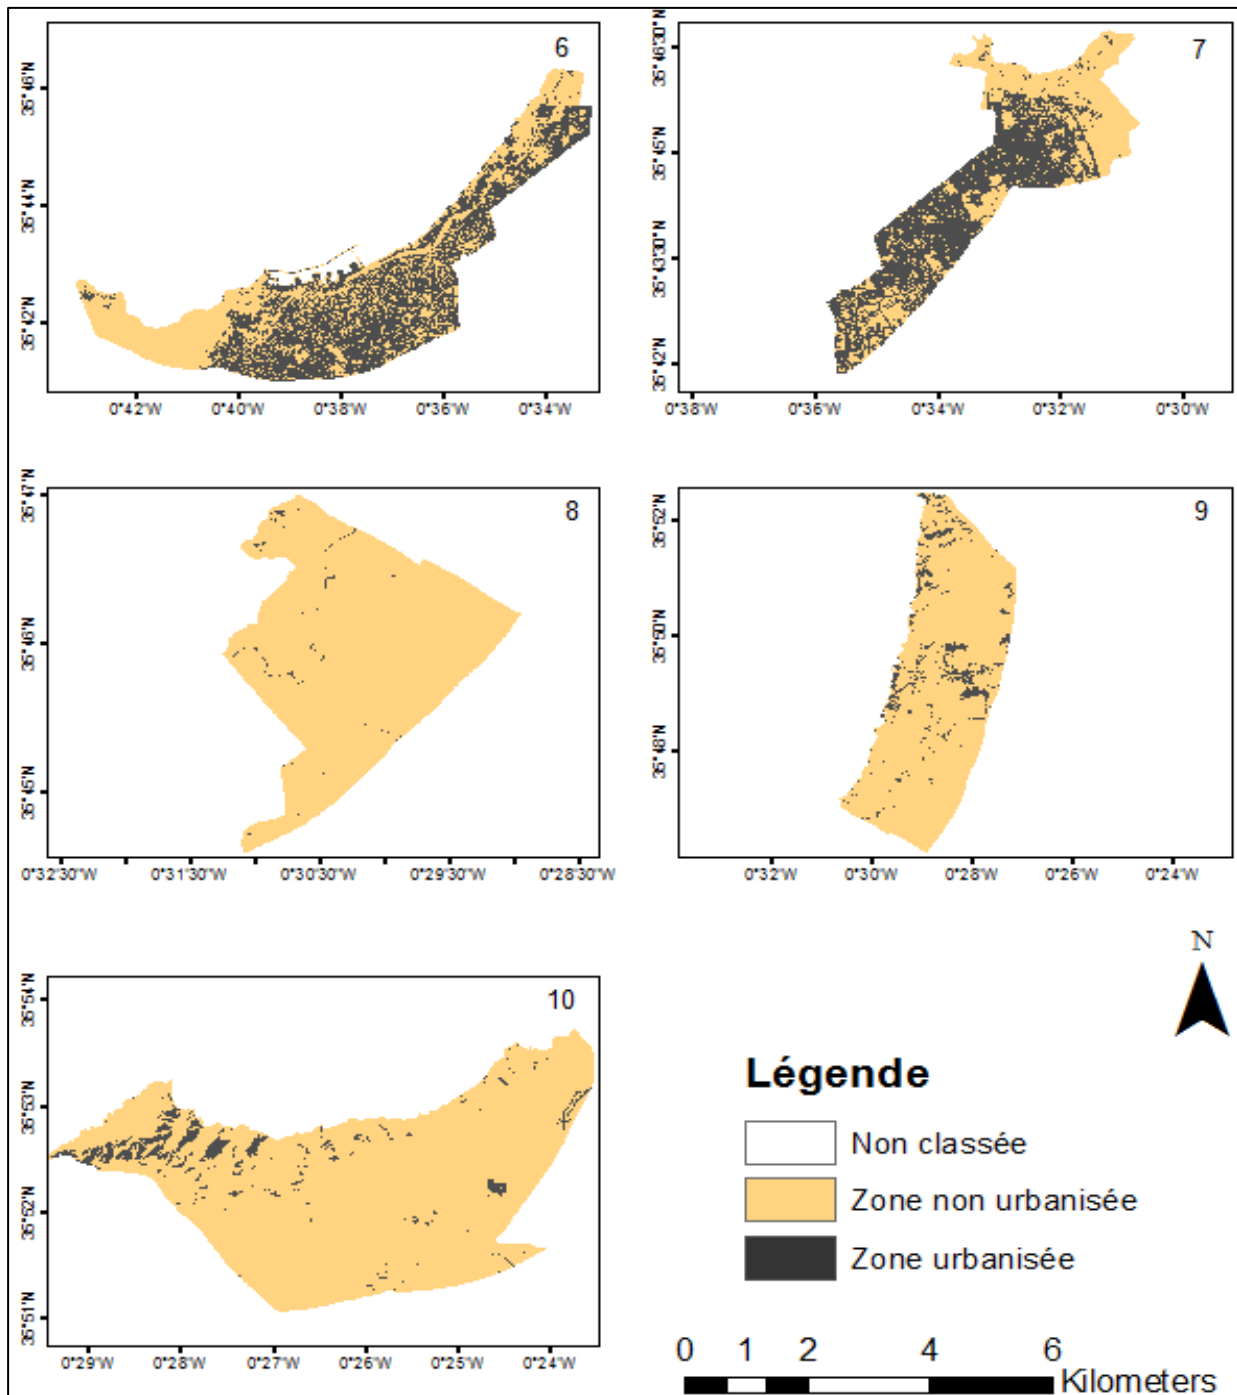 6
35°46'N
35°44'N
35°42'N
0°42'W 0°40'W 0°38'W 0°36'W 0°34'W
7
35°46'30"N
35°45'N
35°43'30"N
35°42'N
0°38'W 0°36'W 0°34'W 0°32'W 0°30'W
8
35°47'N
35°46'N
35°45'N
0°32'30"W 0°31'30"W 0°30'30"W 0°29'30"W 0°28'30"W
9
35°52'N
35°50'N
35°48'N
0°32'W 0°30'W 0°28'W 0°26'W 0°24'W
10
35°54'N
35°53'N
35°52'N
35°51'N
0°29'W 0°28'W 0°27'W 0°26'W 0°25'W 0°24'W
N
Légende
Non classée
Zone non urbanisée
Zone urbanisée
0 1 2 4 6
Kilometers